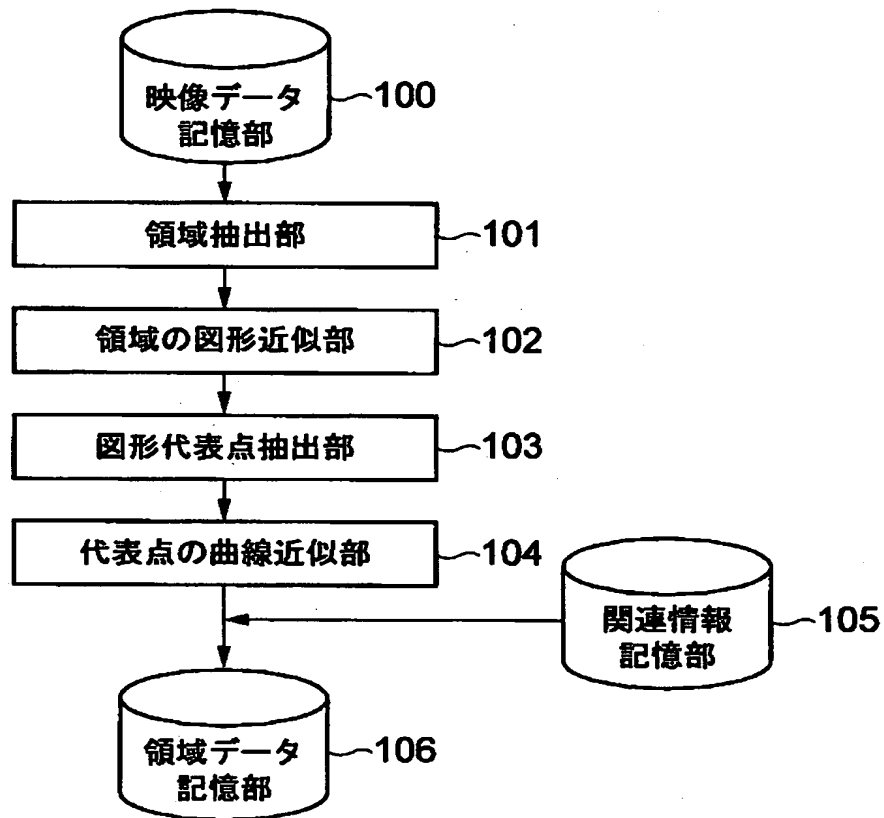 映像データ
記憶部
100
領域抽出部
101
領域の図形近似部
102
図形代表点抽出部
103
代表点の曲線近似部
104
関連情報
記憶部
105
領域データ
記憶部
106